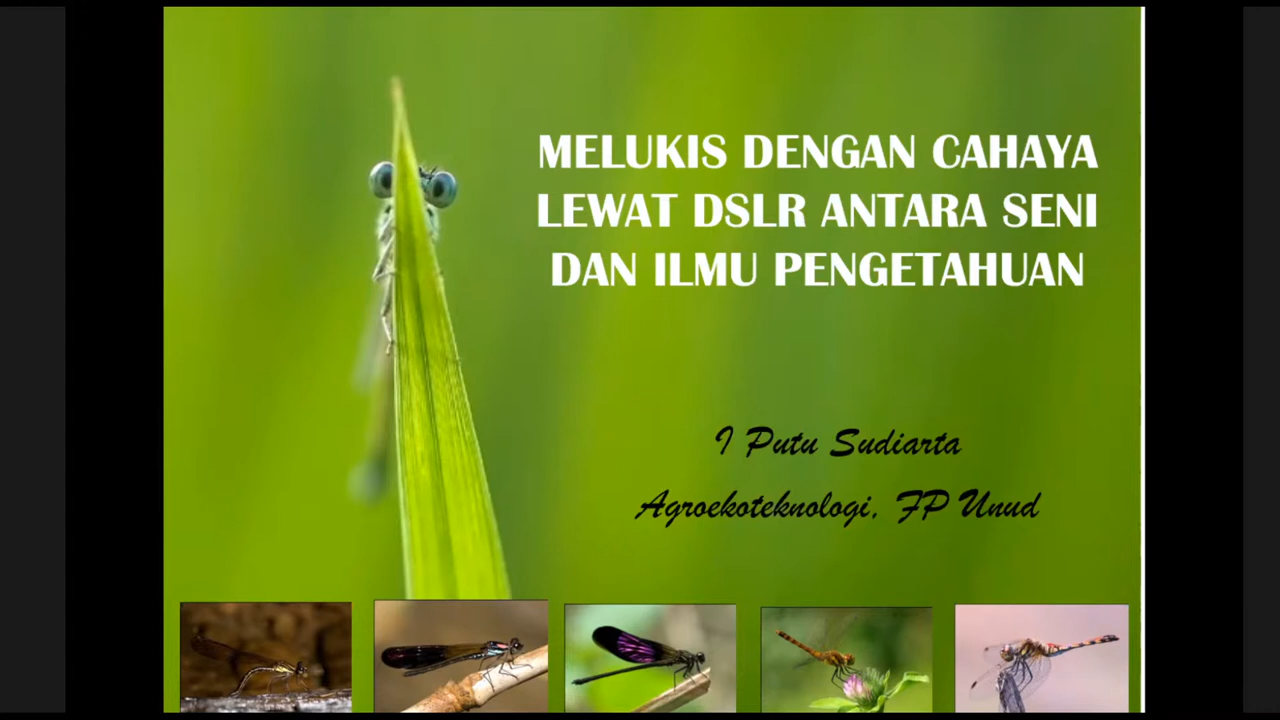 MELUKIS DENGAN CAHAYA
LEWAT DSLR ANTARA SENI
DAN ILMU PENGETAHUAN
I Putu Sudiarta
Agroekoteknologi, FP Unud